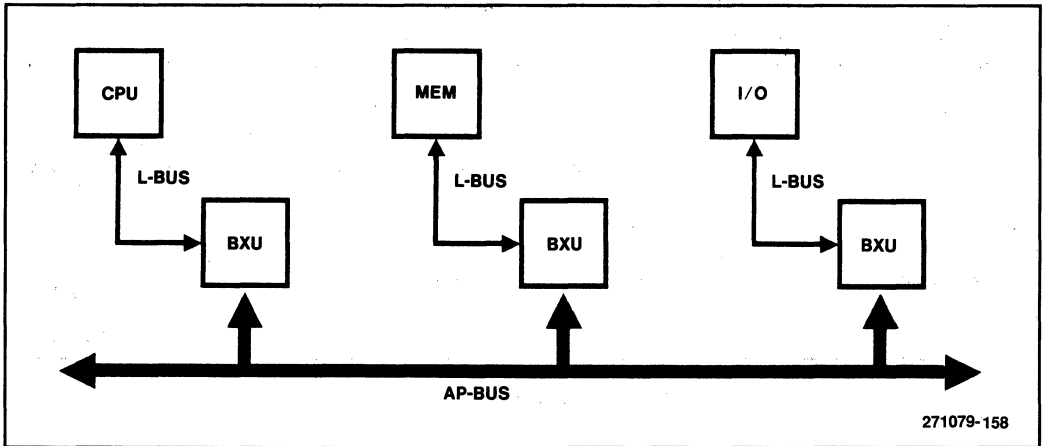 CPU
MEM
I/O
L-BUS
L-BUS
L-BUS
BXU
BXU
BXU
AP-BUS
271079-158